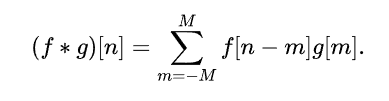 (f * g)[n] = \sum_{m=-M}^{M} f[n - m]g[m].